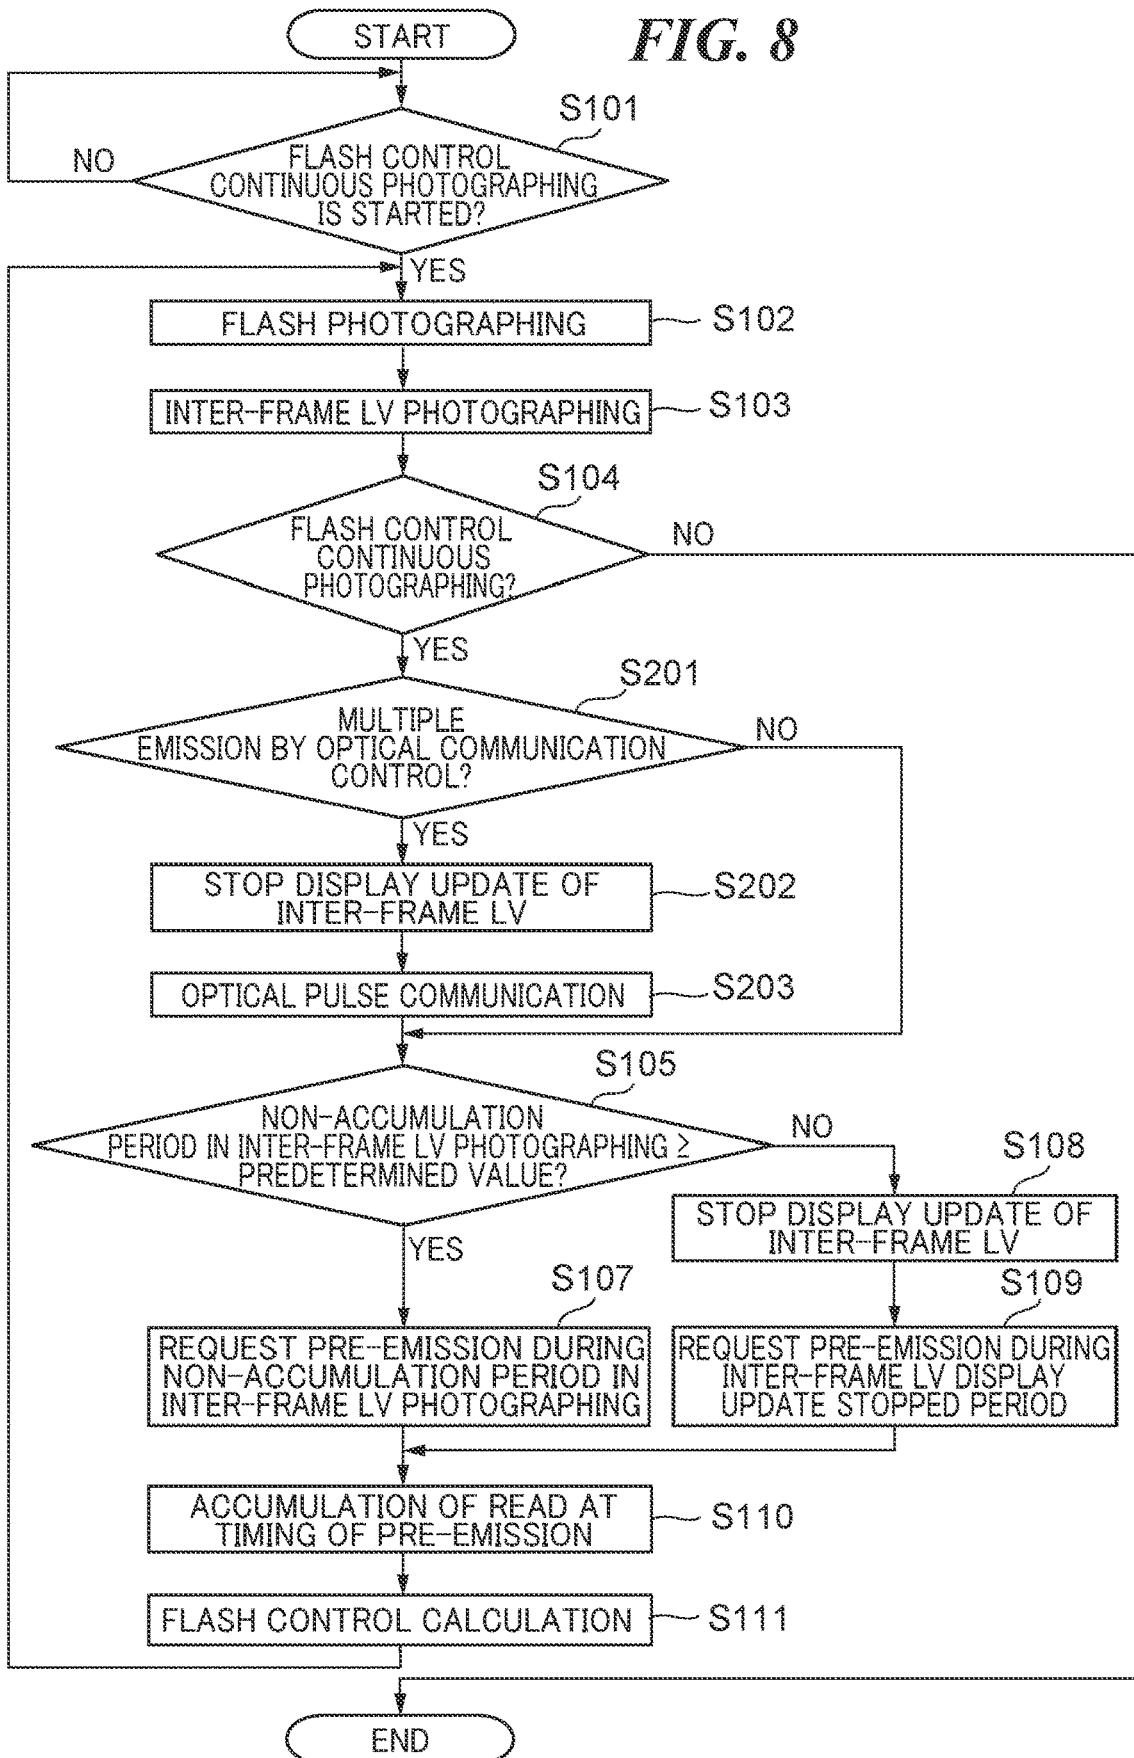 START
FIG. 8
S101
NO
FLASH CONTROL
CONTINUOUS PHOTOGRAPHING
IS STARTED?
YES
FLASH PHOTOGRAPHING
S102
INTER-FRAME LV PHOTOGRAPHING
S103
S104
FLASH CONTROL
CONTINUOUS
PHOTOGRAPHING?
NO
YES
S201
MULTIPLE
EMISSION BY OPTICAL COMMUNICATION
CONTROL?
NO
YES
STOP DISPLAY UPDATE OF
INTER-FRAME LV
S202
OPTICAL PULSE COMMUNICATION
S203
S105
NON-ACCUMULATION
PERIOD IN INTER-FRAME LV PHOTOGRAPHING ≥
PREDETERMINED VALUE?
NO
YES
S108
STOP DISPLAY UPDATE OF
INTER-FRAME LV
S107
REQUEST PRE-EMISSION DURING
NON-ACCUMULATION PERIOD IN
INTER-FRAME LV PHOTOGRAPHING
S109
REQUEST PRE-EMISSION DURING
INTER-FRAME LV DISPLAY
UPDATE STOPPED PERIOD
ACCUMULATION OF READ AT
TIMING OF PRE-EMISSION
S110
FLASH CONTROL CALCULATION
S111
END